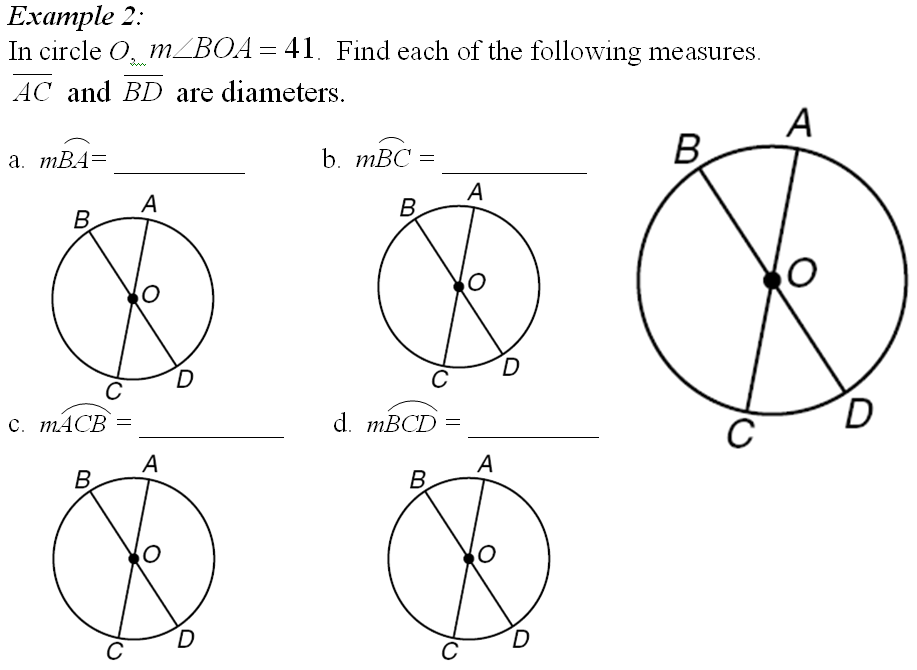 Example 2:
In circle O, m∠BOA = 41. Find each of the following measures.
AC and BD are diameters.
a. mBA= __________
b. mBC = __________
B A O C D
B A O C D
B A O C D
c. mACB = __________
d. mBCD = __________
B A O C D
B A O C D